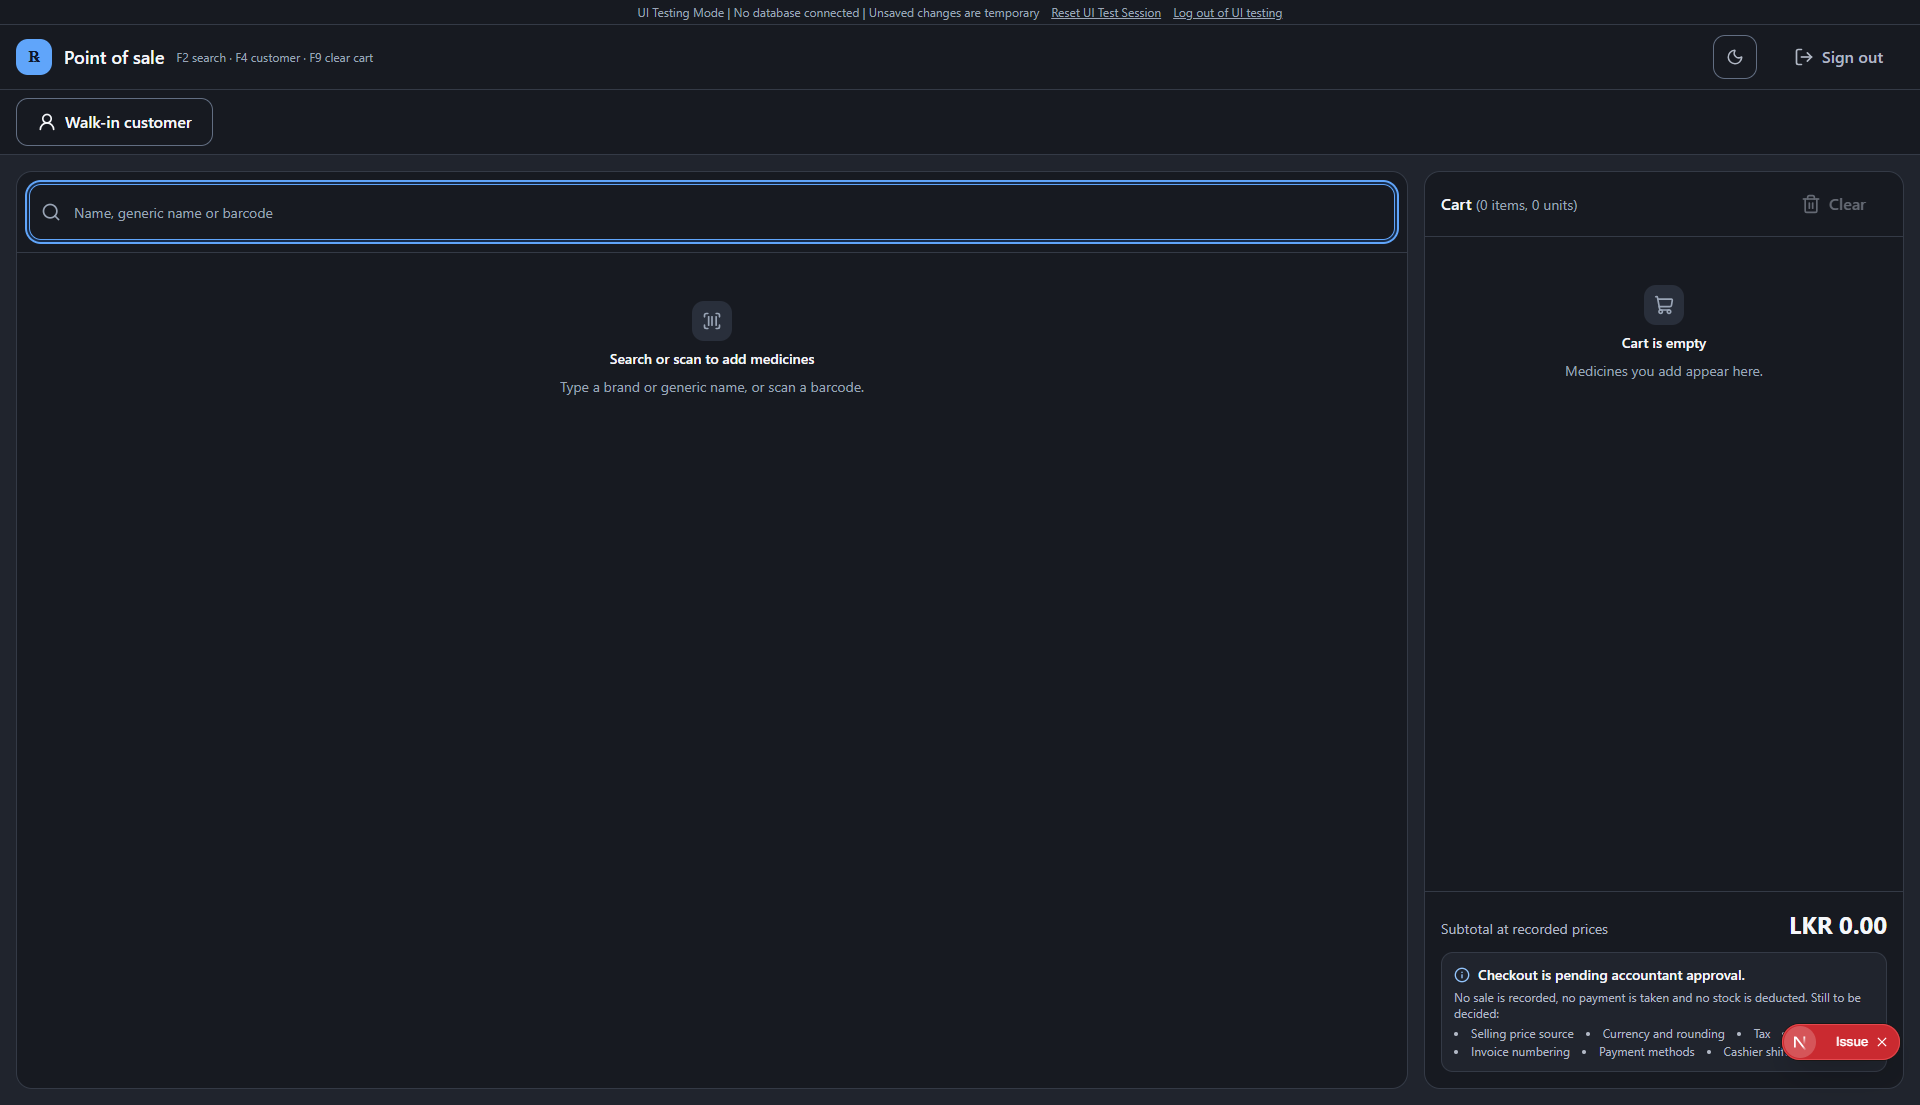 UI Testing Mode | No database connected | Unsaved changes are temporary Reset UI Test Session Log out of UI testing
℞ Point of sale F2 search · F4 customer · F9 clear cart
Sign out
Walk-in customer
Name, generic name or barcode
Search or scan to add medicines
Type a brand or generic name, or scan a barcode.
Cart (0 items, 0 units)
Clear
Cart is empty
Medicines you add appear here.
Subtotal at recorded prices LKR 0.00
Checkout is pending accountant approval.
No sale is recorded, no payment is taken and no stock is deducted. Still to be
decided:
• Selling price source • Currency and rounding • Tax
• Invoice numbering • Payment methods • Cashier
N Issue